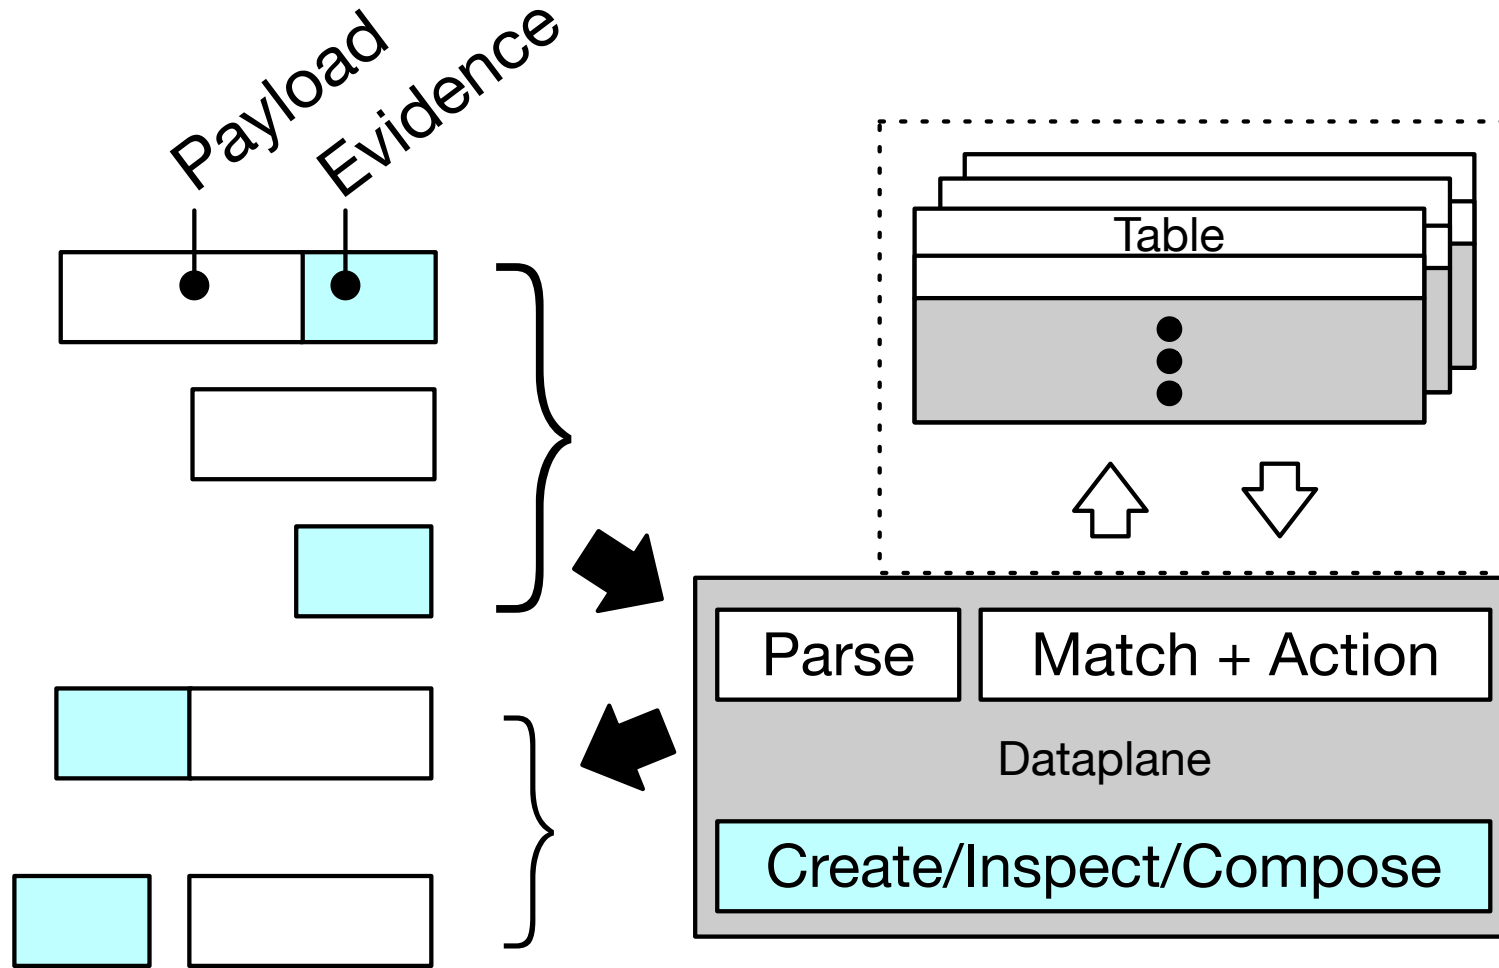 Payload
Evidence
Table
Parse
Match + Action
Dataplane
Create/Inspect/Compose